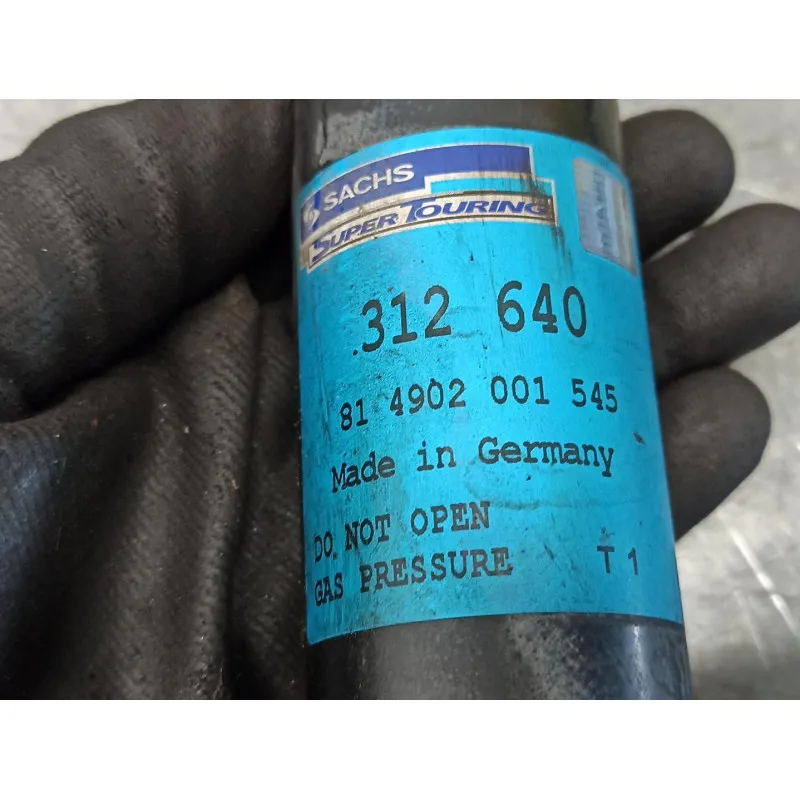 SACHS
SUPER TOURING
312 640
81 4902 001 545
Made in Germany
DO NOT OPEN
GAS PRESSURE T 1